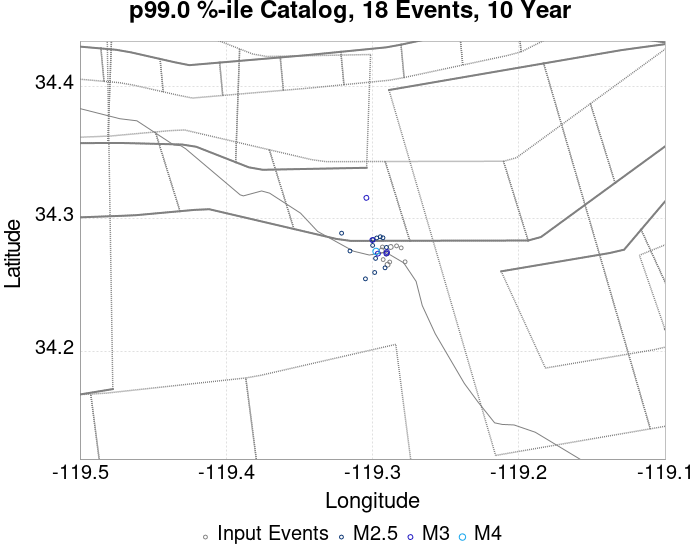 p99.0 %-ile Catalog, 18 Events, 10 Year
34.4
34.3
34.2
Latitude
-119.5
-119.4
-119.3
-119.2
-119.1
Longitude
Input Events
M2.5
M3
M4